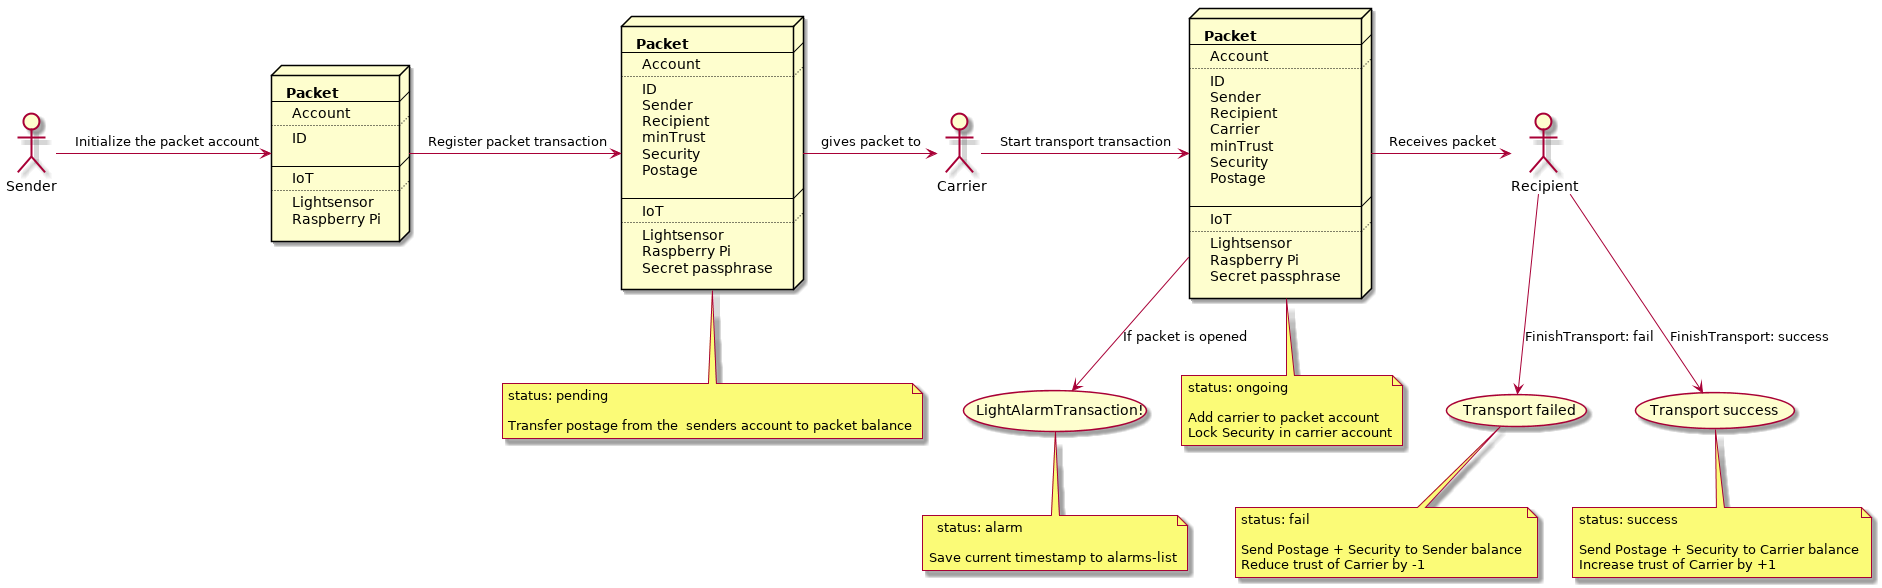 Sender
Initialize the packet account
Packet
Account
ID
IoT
Lightsensor
Raspberry Pi
Register packet transaction
Packet
Account
ID
Sender
Recipient
minTrust
Security
Postage
IoT
Lightsensor
Raspberry Pi
Secret passphrase
status: pending
Transfer postage from the  senders account to packet balance
gives packet to
Carrier
Start transport transaction
Packet
Account
ID
Sender
Recipient
Carrier
minTrust
Security
Postage
IoT
Lightsensor
Raspberry Pi
Secret passphrase
If packet is opened
LightAlarmTransaction!
status: alarm
Save current timestamp to alarms-list
status: ongoing
Add carrier to packet account
Lock Security in carrier account
Receives packet
Recipient
FinishTransport: fail
Transport failed
status: fail
Send Postage + Security to Sender balance
Reduce trust of Carrier by -1
FinishTransport: success
Transport success
status: success
Send Postage + Security to Carrier balance
Increase trust of Carrier by +1